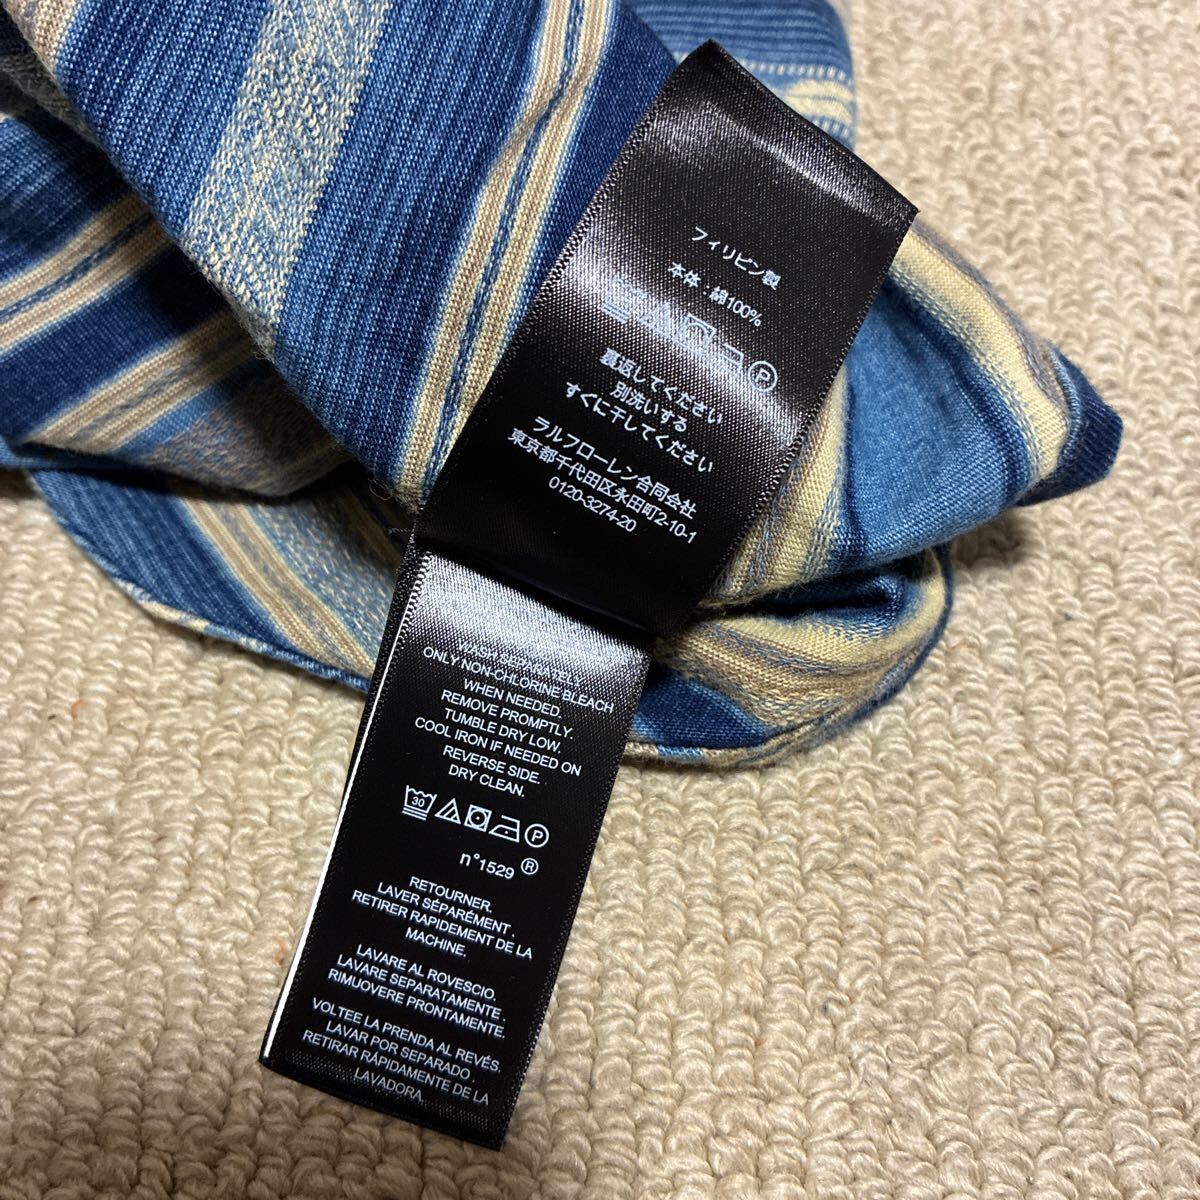 フィリピン製
本体：綿100%
P
裏返してください
別洗いする
すぐに干してください
ラルフローレン合同会社
東京都千代田区永田町2-10-1
0120-3274-20
WASH SEPARATELY.
ONLY NON-CHLORINE BLEACH
WHEN NEEDED.
REMOVE PROMPTLY.
TUMBLE DRY LOW.
COOL IRON IF NEEDED ON
REVERSE SIDE.
DRY CLEAN.
30 P
n°1529 ®
RETOURNER.
LAVER SÉPARÉMENT.
RETIRER RAPIDEMENT DE LA
MACHINE.
LAVARE AL ROVESCIO.
LAVARE SEPARATAMENTE.
RIMUOVERE PRONTAMENTE.
VOLTEE LA PRENDA AL REVÉS.
LAVAR POR SEPARADO.
RETIRAR RÁPIDAMENTE DE LA
LAVADORA.